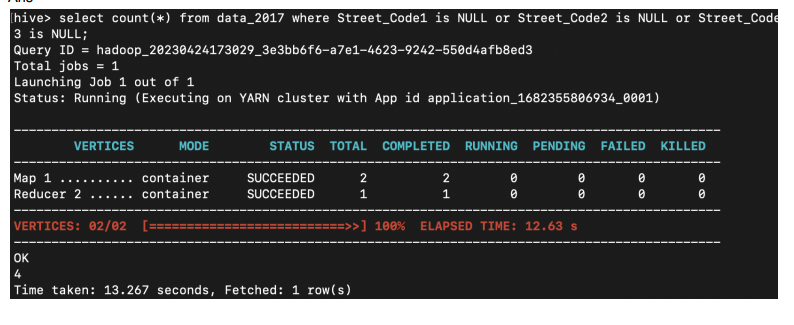 [hive> select count(*) from data_2017 where Street_Code1 is NULL or Street_Code2 is NULL or Street_Code
3 is NULL;
Query ID = hadoop_20230424173029_3e3bb6f6-a7e1-4623-9242-550d4afb8ed3
Total jobs = 1
Launching Job 1 out of 1
Status: Running (Executing on YARN cluster with App id application_1682355806934_0001)
----------------------------------------------------------------------------------------------
VERTICES MODE STATUS TOTAL COMPLETED RUNNING PENDING FAILED KILLED
----------------------------------------------------------------------------------------------
Map 1 .......... container SUCCEEDED 2 2 0 0 0 0
Reducer 2 ...... container SUCCEEDED 1 1 0 0 0 0
----------------------------------------------------------------------------------------------
VERTICES: 02/02 [==========================>>] 100% ELAPSED TIME: 12.63 s
----------------------------------------------------------------------------------------------
OK
4
Time taken: 13.267 seconds, Fetched: 1 row(s)